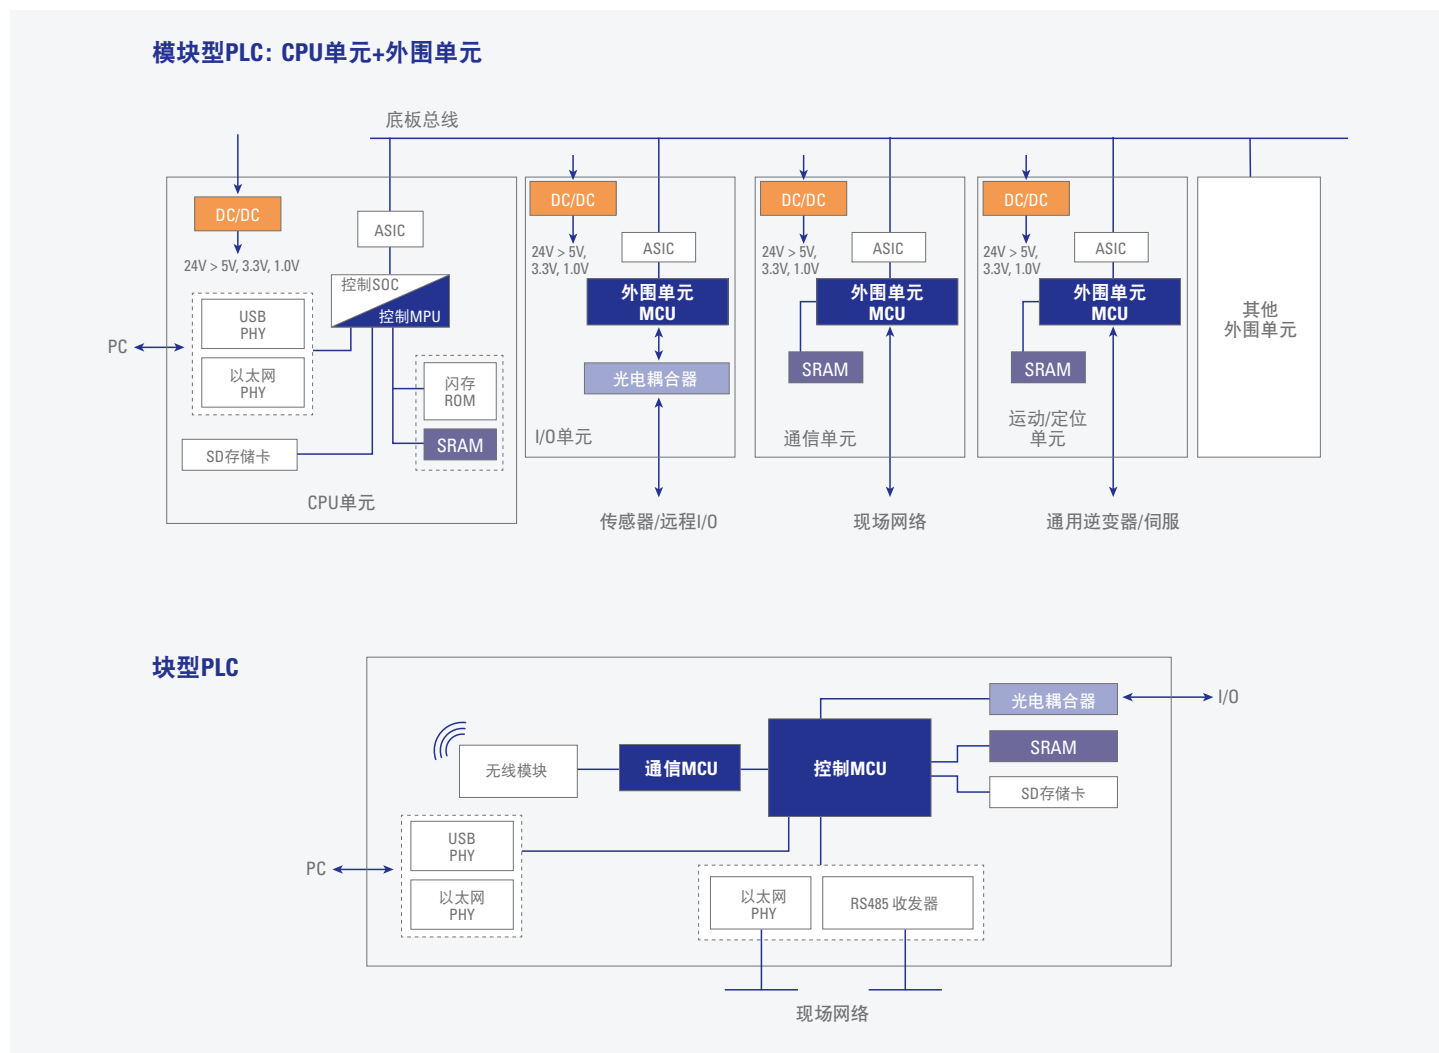 模块型PLC: CPU单元+外围单元
底板总线
DC/DC
24V > 5V, 3.3V, 1.0V
ASIC
控制SOC
控制MPU
USB
PHY
以太网
PHY
PC
闪存
ROM
SRAM
SD存储卡
CPU单元
DC/DC
24V > 5V,
3.3V, 1.0V
ASIC
外围单元
MCU
光电耦合器
I/O单元
传感器/远程I/O
DC/DC
24V > 5V,
3.3V, 1.0V
ASIC
外围单元
MCU
SRAM
通信单元
现场网络
DC/DC
24V > 5V,
3.3V, 1.0V
ASIC
外围单元
MCU
SRAM
运动/定位
单元
通用逆变器/伺服
其他
外围单元
块型PLC
光电耦合器
I/O
SRAM
SD存储卡
无线模块
通信MCU
控制MCU
USB
PHY
以太网
PHY
PC
以太网
PHY
RS485 收发器
现场网络